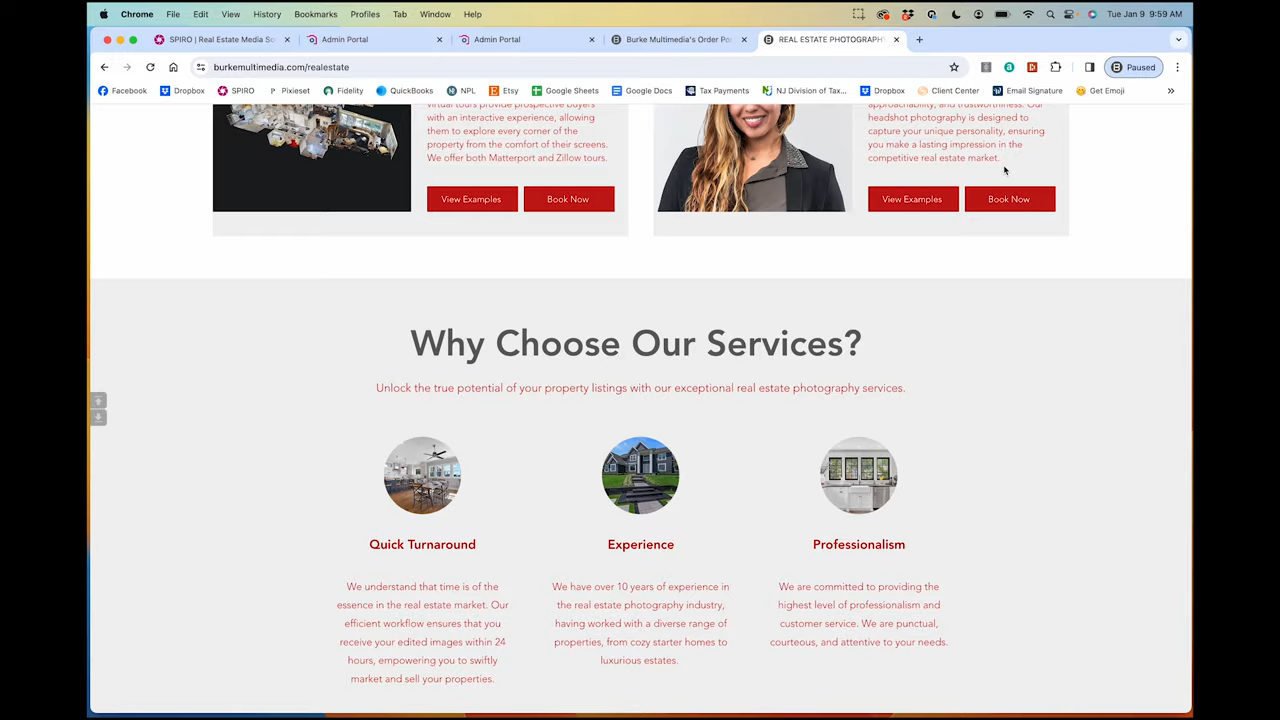 Chrome File Edit View History Bookmarks Profiles Tab Window Help Tue Jan 9 9:59 AM
SPIRO | Real Estate Media So Admin Portal Admin Portal Burke Multimedia's Order Po REAL ESTATE PHOTOGRAPHY
burkemultimedia.com/realestate Paused
Facebook Dropbox SPIRO Pixieset Fidelity QuickBooks NPL Etsy Google Sheets Google Docs Tax Payments NJ Division of Tax... Dropbox Client Center Email Signature Get Emoji
virtual tours provide prospective buyers
with an interactive experience, allowing
them to explore every corner of the
property from the comfort of their screens.
We offer both Matterport and Zillow tours.
View Examples Book Now
approachability, and trustworthiness. Our
headshot photography is designed to
capture your unique personality, ensuring
you make a lasting impression in the
competitive real estate market.
View Examples Book Now
Why Choose Our Services?
Unlock the true potential of your property listings with our exceptional real estate photography services.
Quick Turnaround
We understand that time is of the
essence in the real estate market. Our
efficient workflow ensures that you
receive your edited images within 24
hours, empowering you to swiftly
market and sell your properties.
Experience
We have over 10 years of experience in
the real estate photography industry,
having worked with a diverse range of
properties, from cozy starter homes to
luxurious estates.
Professionalism
We are committed to providing the
highest level of professionalism and
customer service. We are punctual,
courteous, and attentive to your needs.